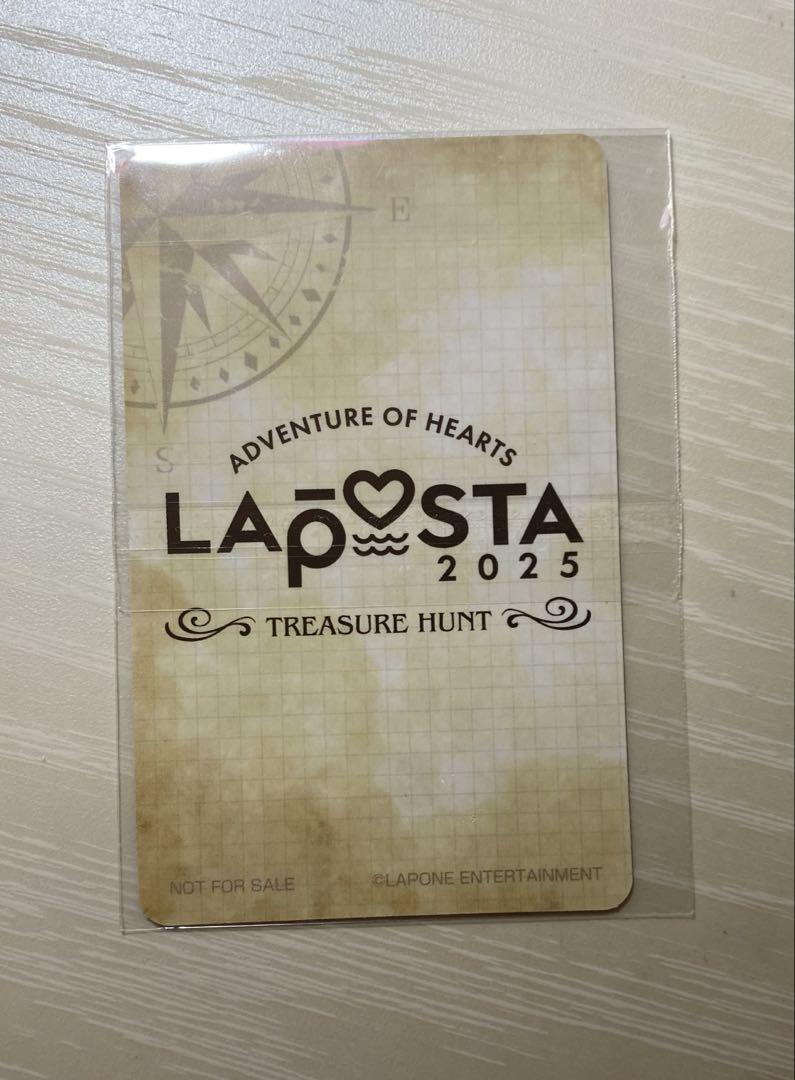 E
S
ADVENTURE OF HEARTS
LAPOSTA
2025
TREASURE HUNT
NOT FOR SALE
©LAPONE ENTERTAINMENT